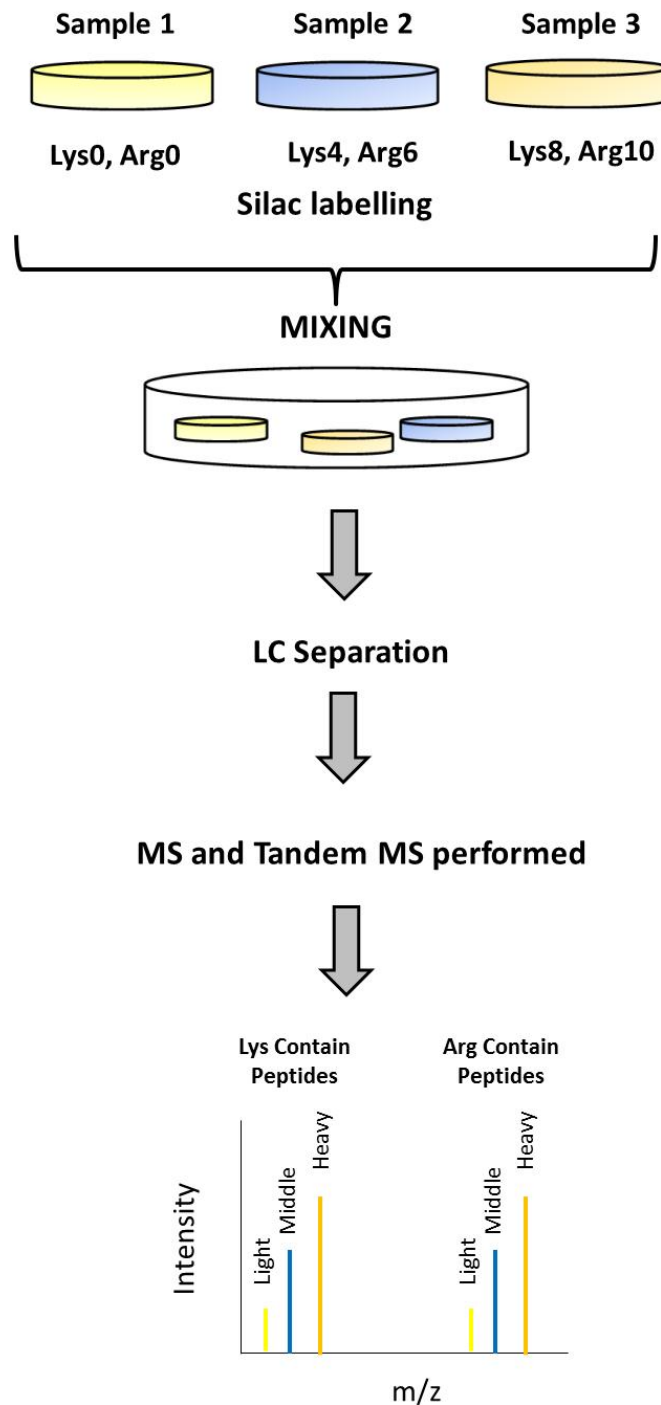 Sample 1 Sample 2 Sample 3
Lys0, Arg0 Lys4, Arg6 Lys8, Arg10
Silac labelling
MIXING
LC Separation
MS and Tandem MS performed
Lys Contain
Peptides
Arg Contain
Peptides
Intensity
Light
Middle
Heavy
Light
Middle
Heavy
m/z